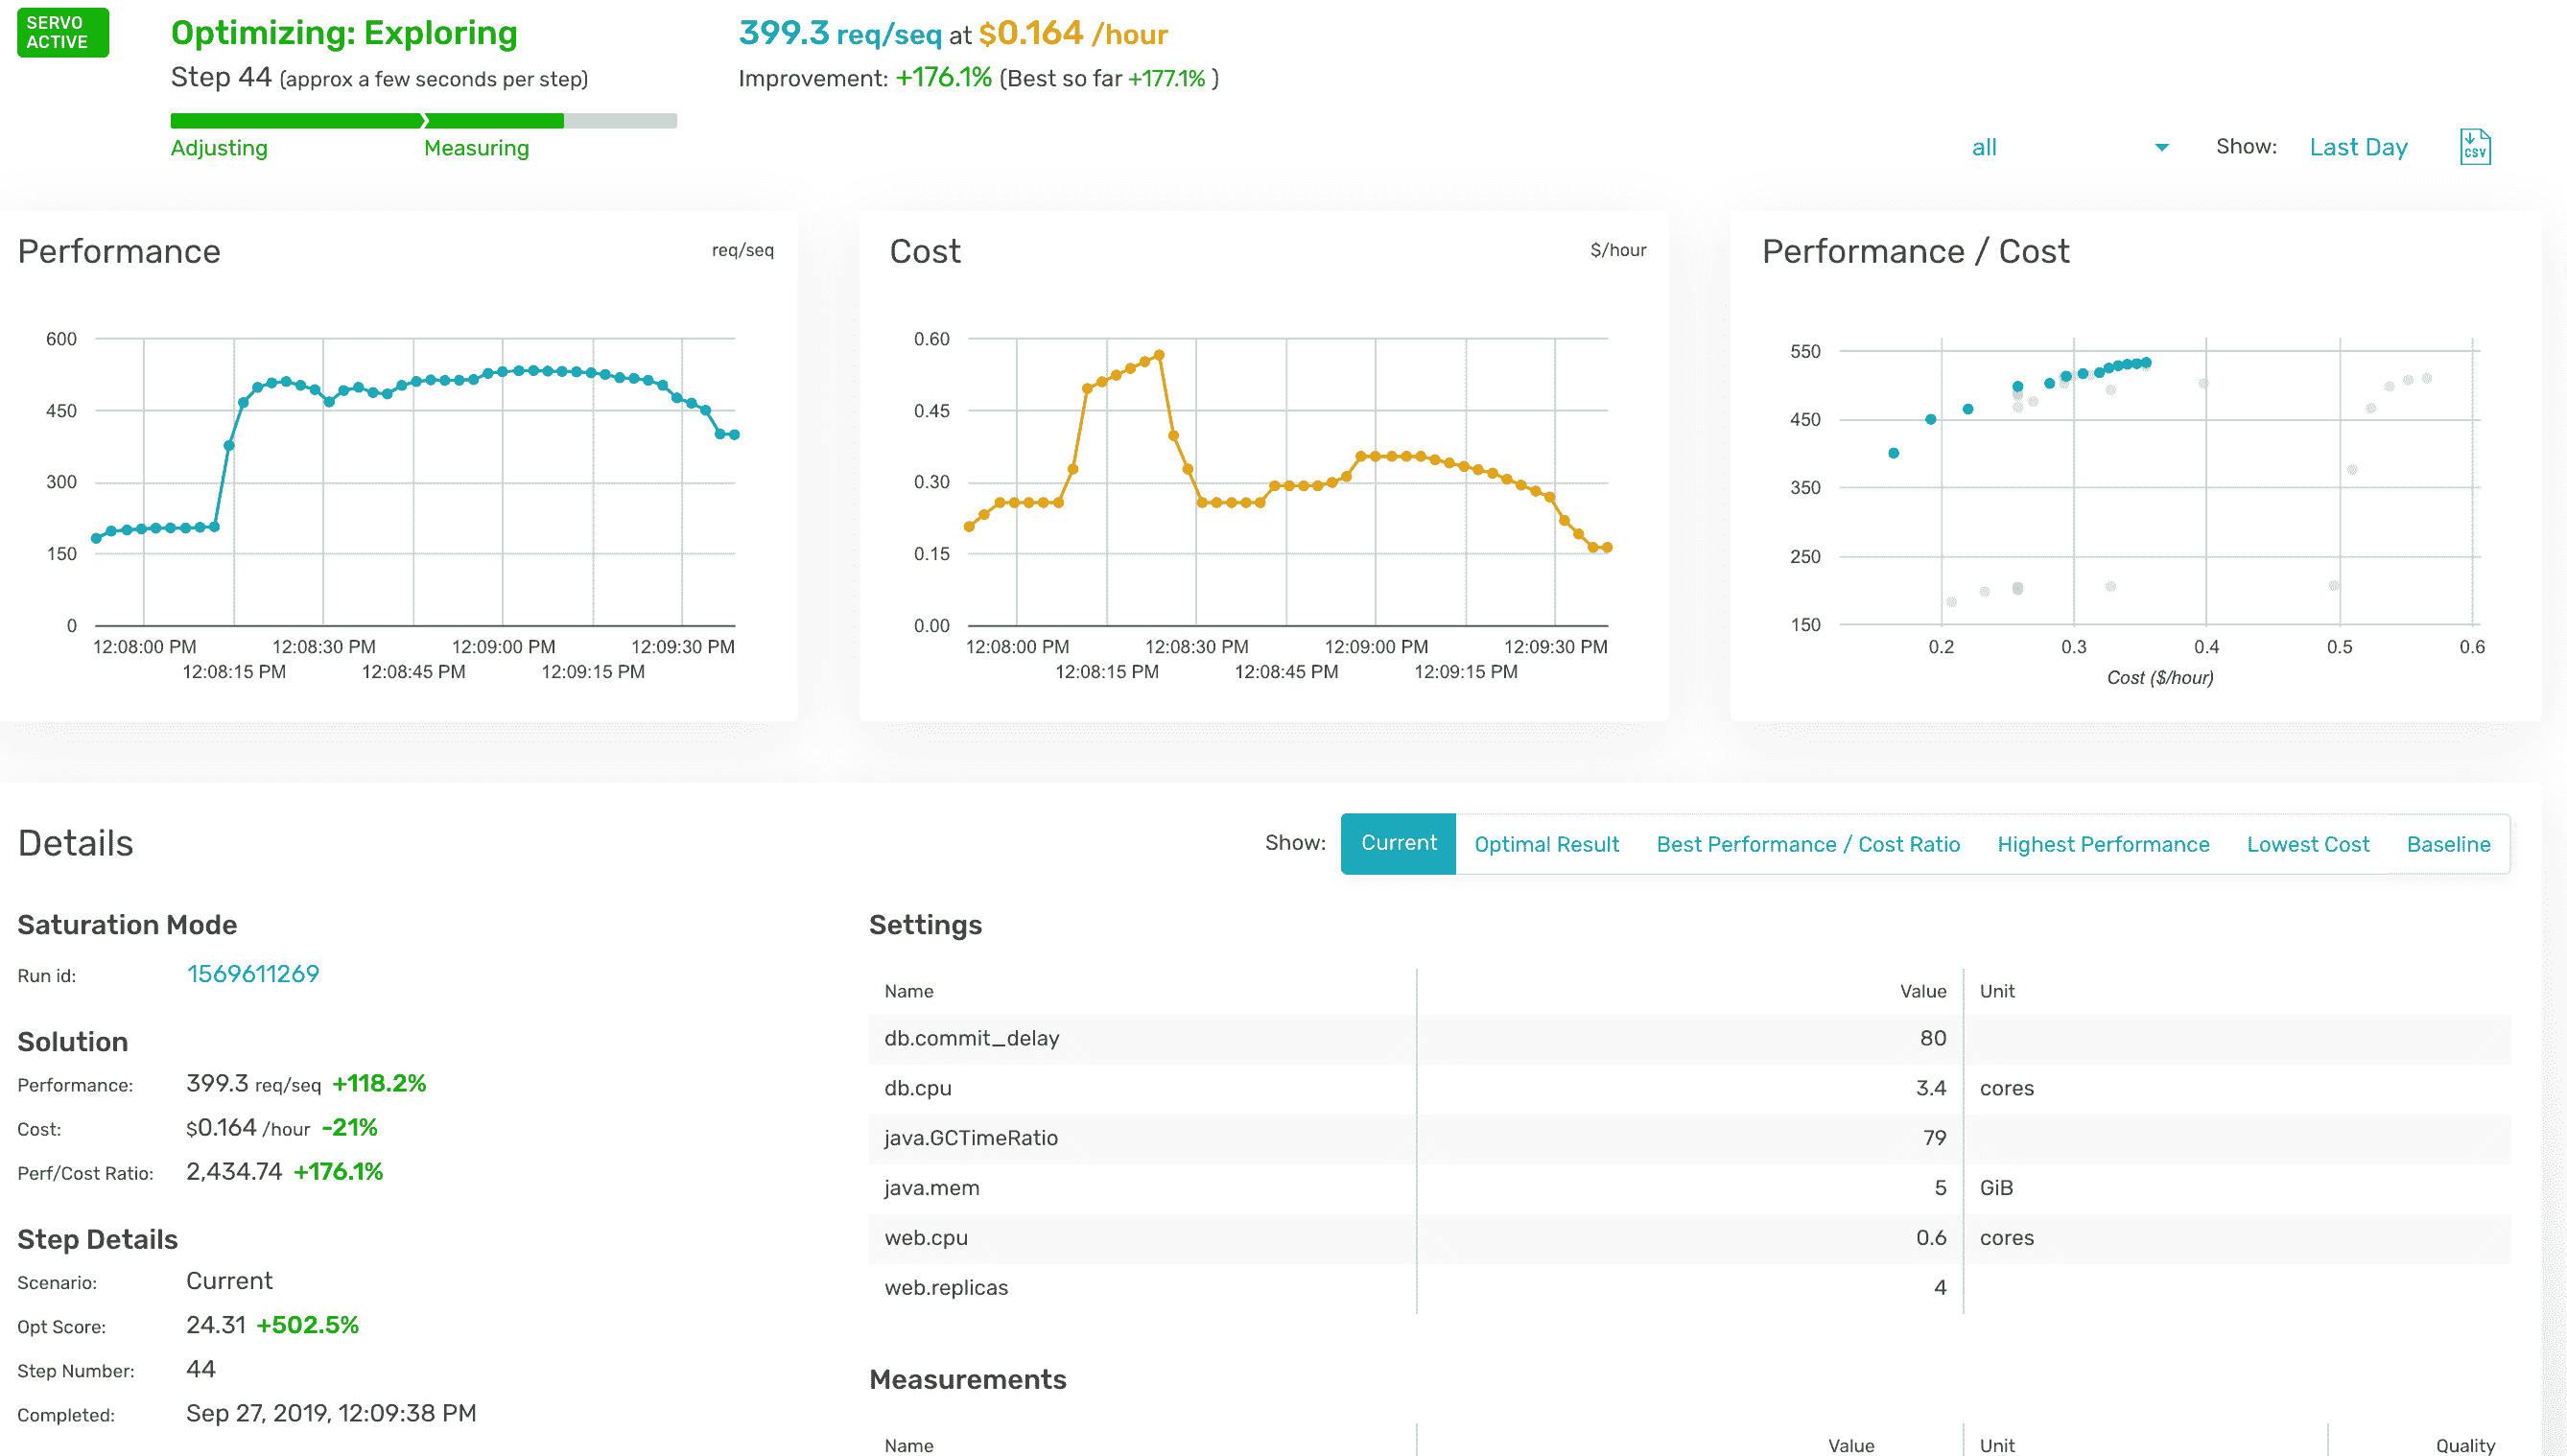 SERVO
ACTIVE
Optimizing: Exploring
Step 44 (approx a few seconds per step)
Adjusting
Measuring
399.3 req/seq at $0.164 /hour
Improvement: +176.1% (Best so far +177.1% )
all
Show:
Last Day
CSV
Performance
req/seq
600
450
300
150
0
12:08:00 PM
12:08:15 PM
12:08:30 PM
12:08:45 PM
12:09:00 PM
12:09:15 PM
12:09:30 PM
Cost
$/hour
0.60
0.45
0.30
0.15
0.00
12:08:00 PM
12:08:15 PM
12:08:30 PM
12:08:45 PM
12:09:00 PM
12:09:15 PM
12:09:30 PM
Performance / Cost
550
450
350
250
150
0.2
0.3
0.4
0.5
0.6
Cost ($/hour)
Details
Show: Current Optimal Result Best Performance / Cost Ratio Highest Performance Lowest Cost Baseline
Saturation Mode
Run id: 1569611269
Solution
Performance: 399.3 req/seq +118.2%
Cost: $0.164 /hour -21%
Perf/Cost Ratio: 2,434.74 +176.1%
Step Details
Scenario: Current
Opt Score: 24.31 +502.5%
Step Number: 44
Completed: Sep 27, 2019, 12:09:38 PM
Settings
Name Value Unit
db.commit_delay 80
db.cpu 3.4 cores
java.GCTimeRatio 79
java.mem 5 GiB
web.cpu 0.6 cores
web.replicas 4
Measurements
Name Value Unit Quality